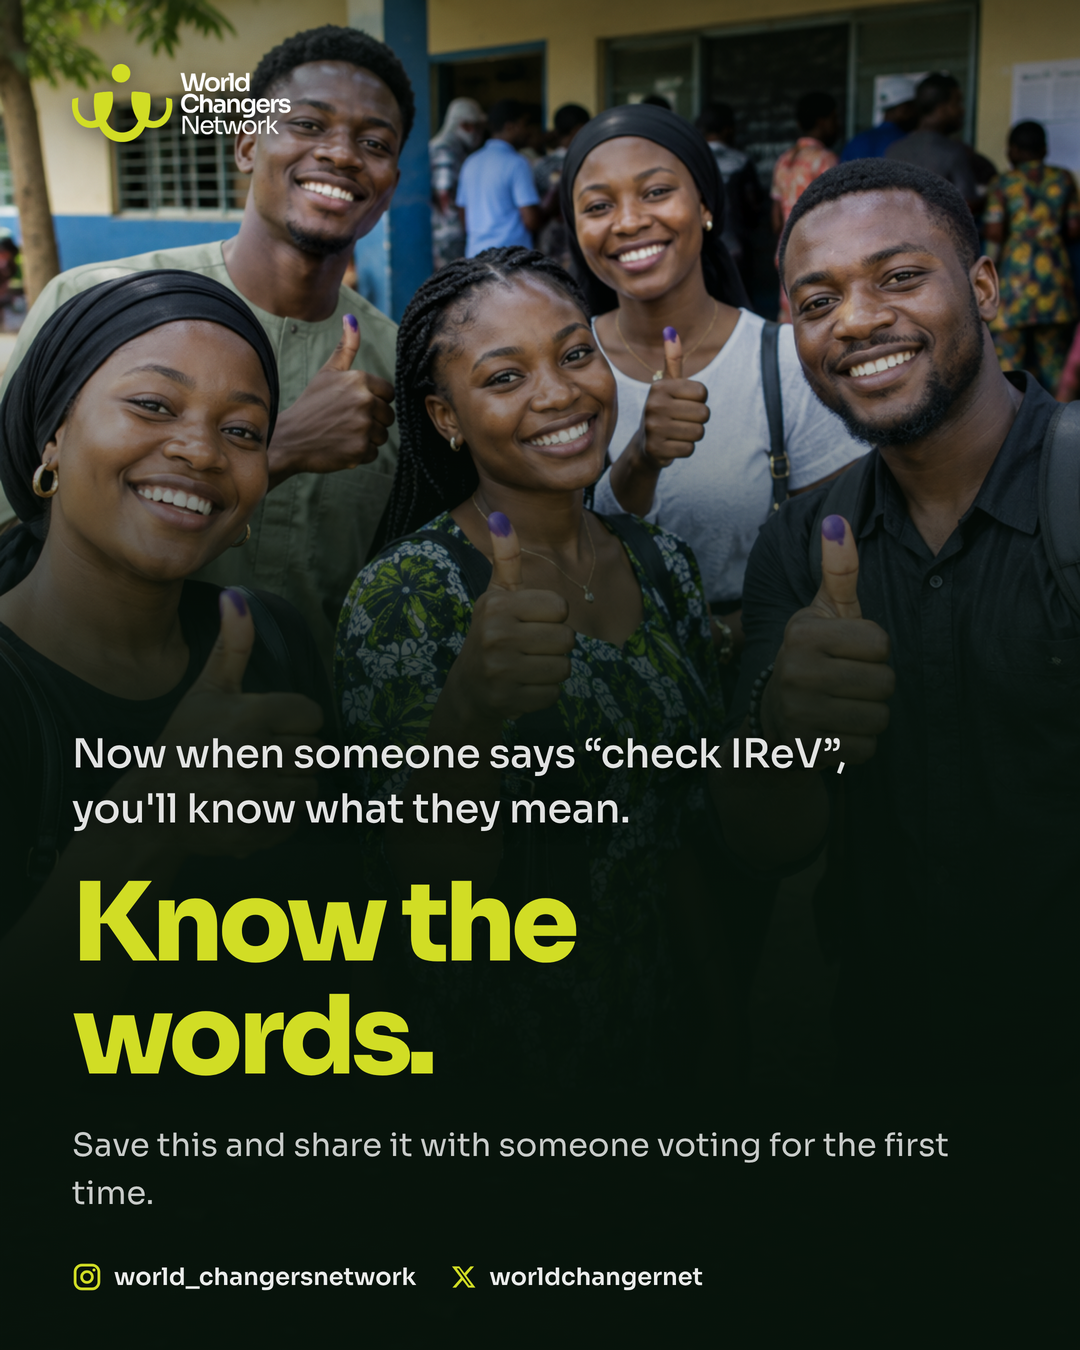 World
Changers
Network
Now when someone says “check IReV”,
you'll know what they mean.
Know the
words.
Save this and share it with someone voting for the first
time.
world_changersnetwork worldchangernet